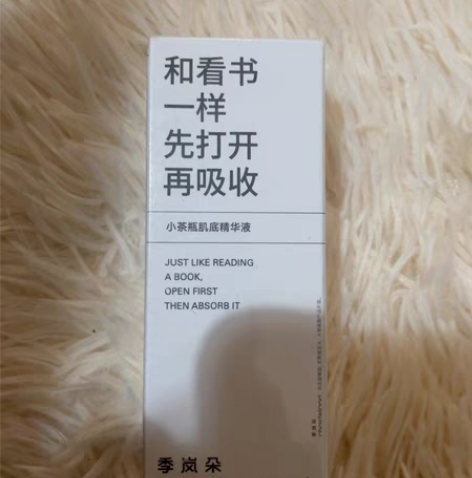 和看书
一样
先打开
再吸收
小茶瓶肌底精华液
JUST LIKE READING
A BOOK,
OPEN FIRST
THEN ABSORB IT
季岚朵